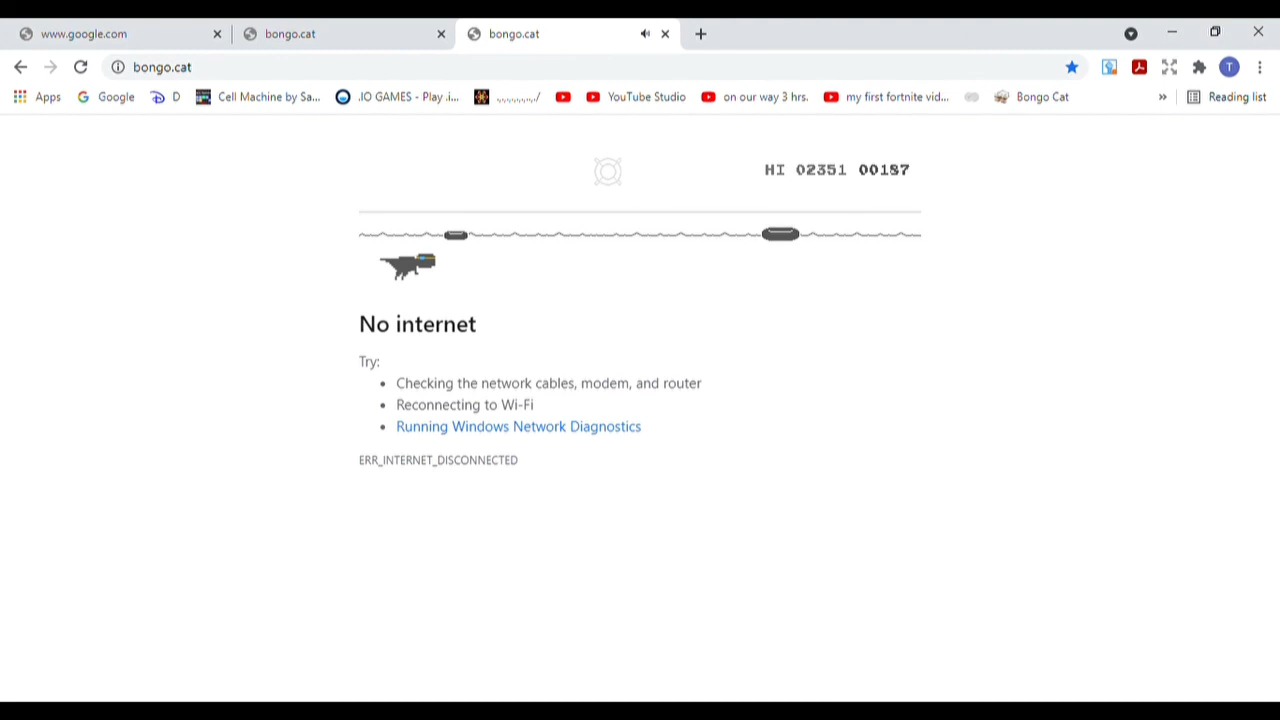 www.google.com
bongo.cat
bongo.cat
bongo.cat
T
Apps
Google
D
Cell Machine by Sa...
.IO GAMES - Play .i...
,,,,,,,,,,,,/
YouTube Studio
on our way 3 hrs.
my first fortnite vid...
Bongo Cat
»
Reading list
HI 02351 00187
No internet
Try:
• Checking the network cables, modem, and router
• Reconnecting to Wi-Fi
• Running Windows Network Diagnostics
ERR_INTERNET_DISCONNECTED